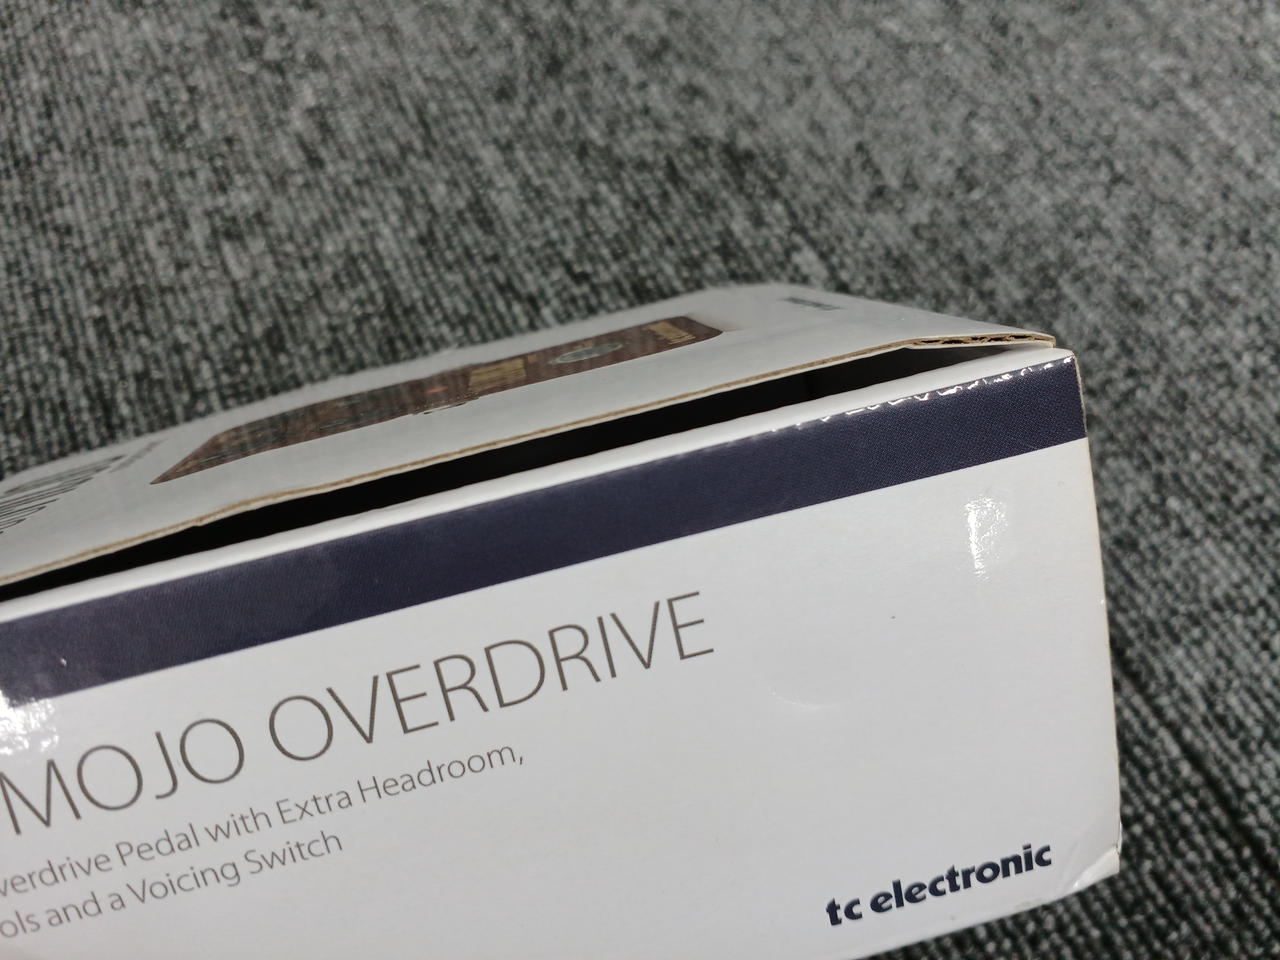 MOJO OVERDRIVE
verdrive Pedal with Extra Headroom,
ols and a Voicing Switch
tc electronic